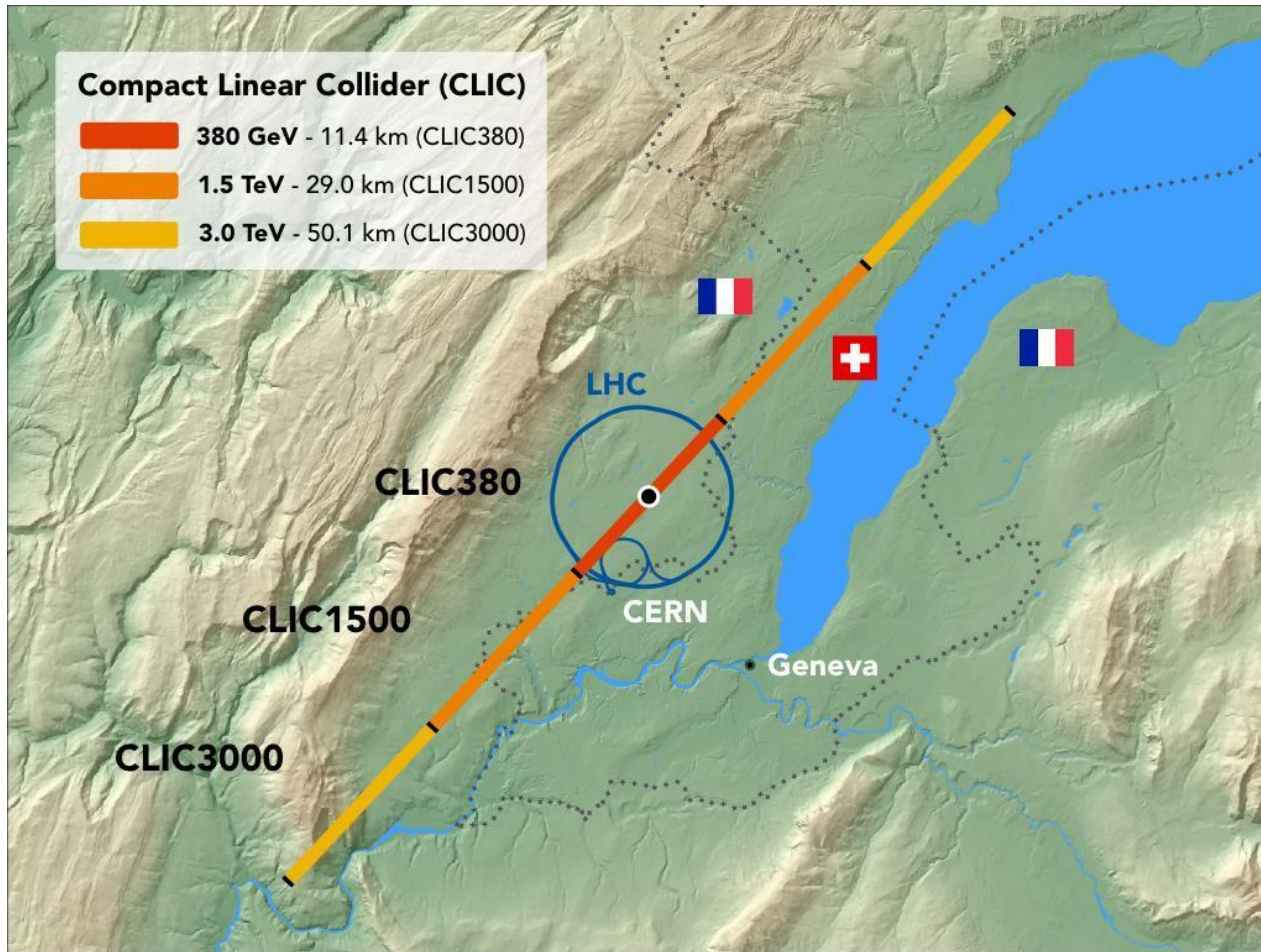 Compact Linear Collider (CLIC)
380 GeV - 11.4 km (CLIC380)
1.5 TeV - 29.0 km (CLIC1500)
3.0 TeV - 50.1 km (CLIC3000)
LHC
CLIC380
CERN
CLIC1500
Geneva
CLIC3000